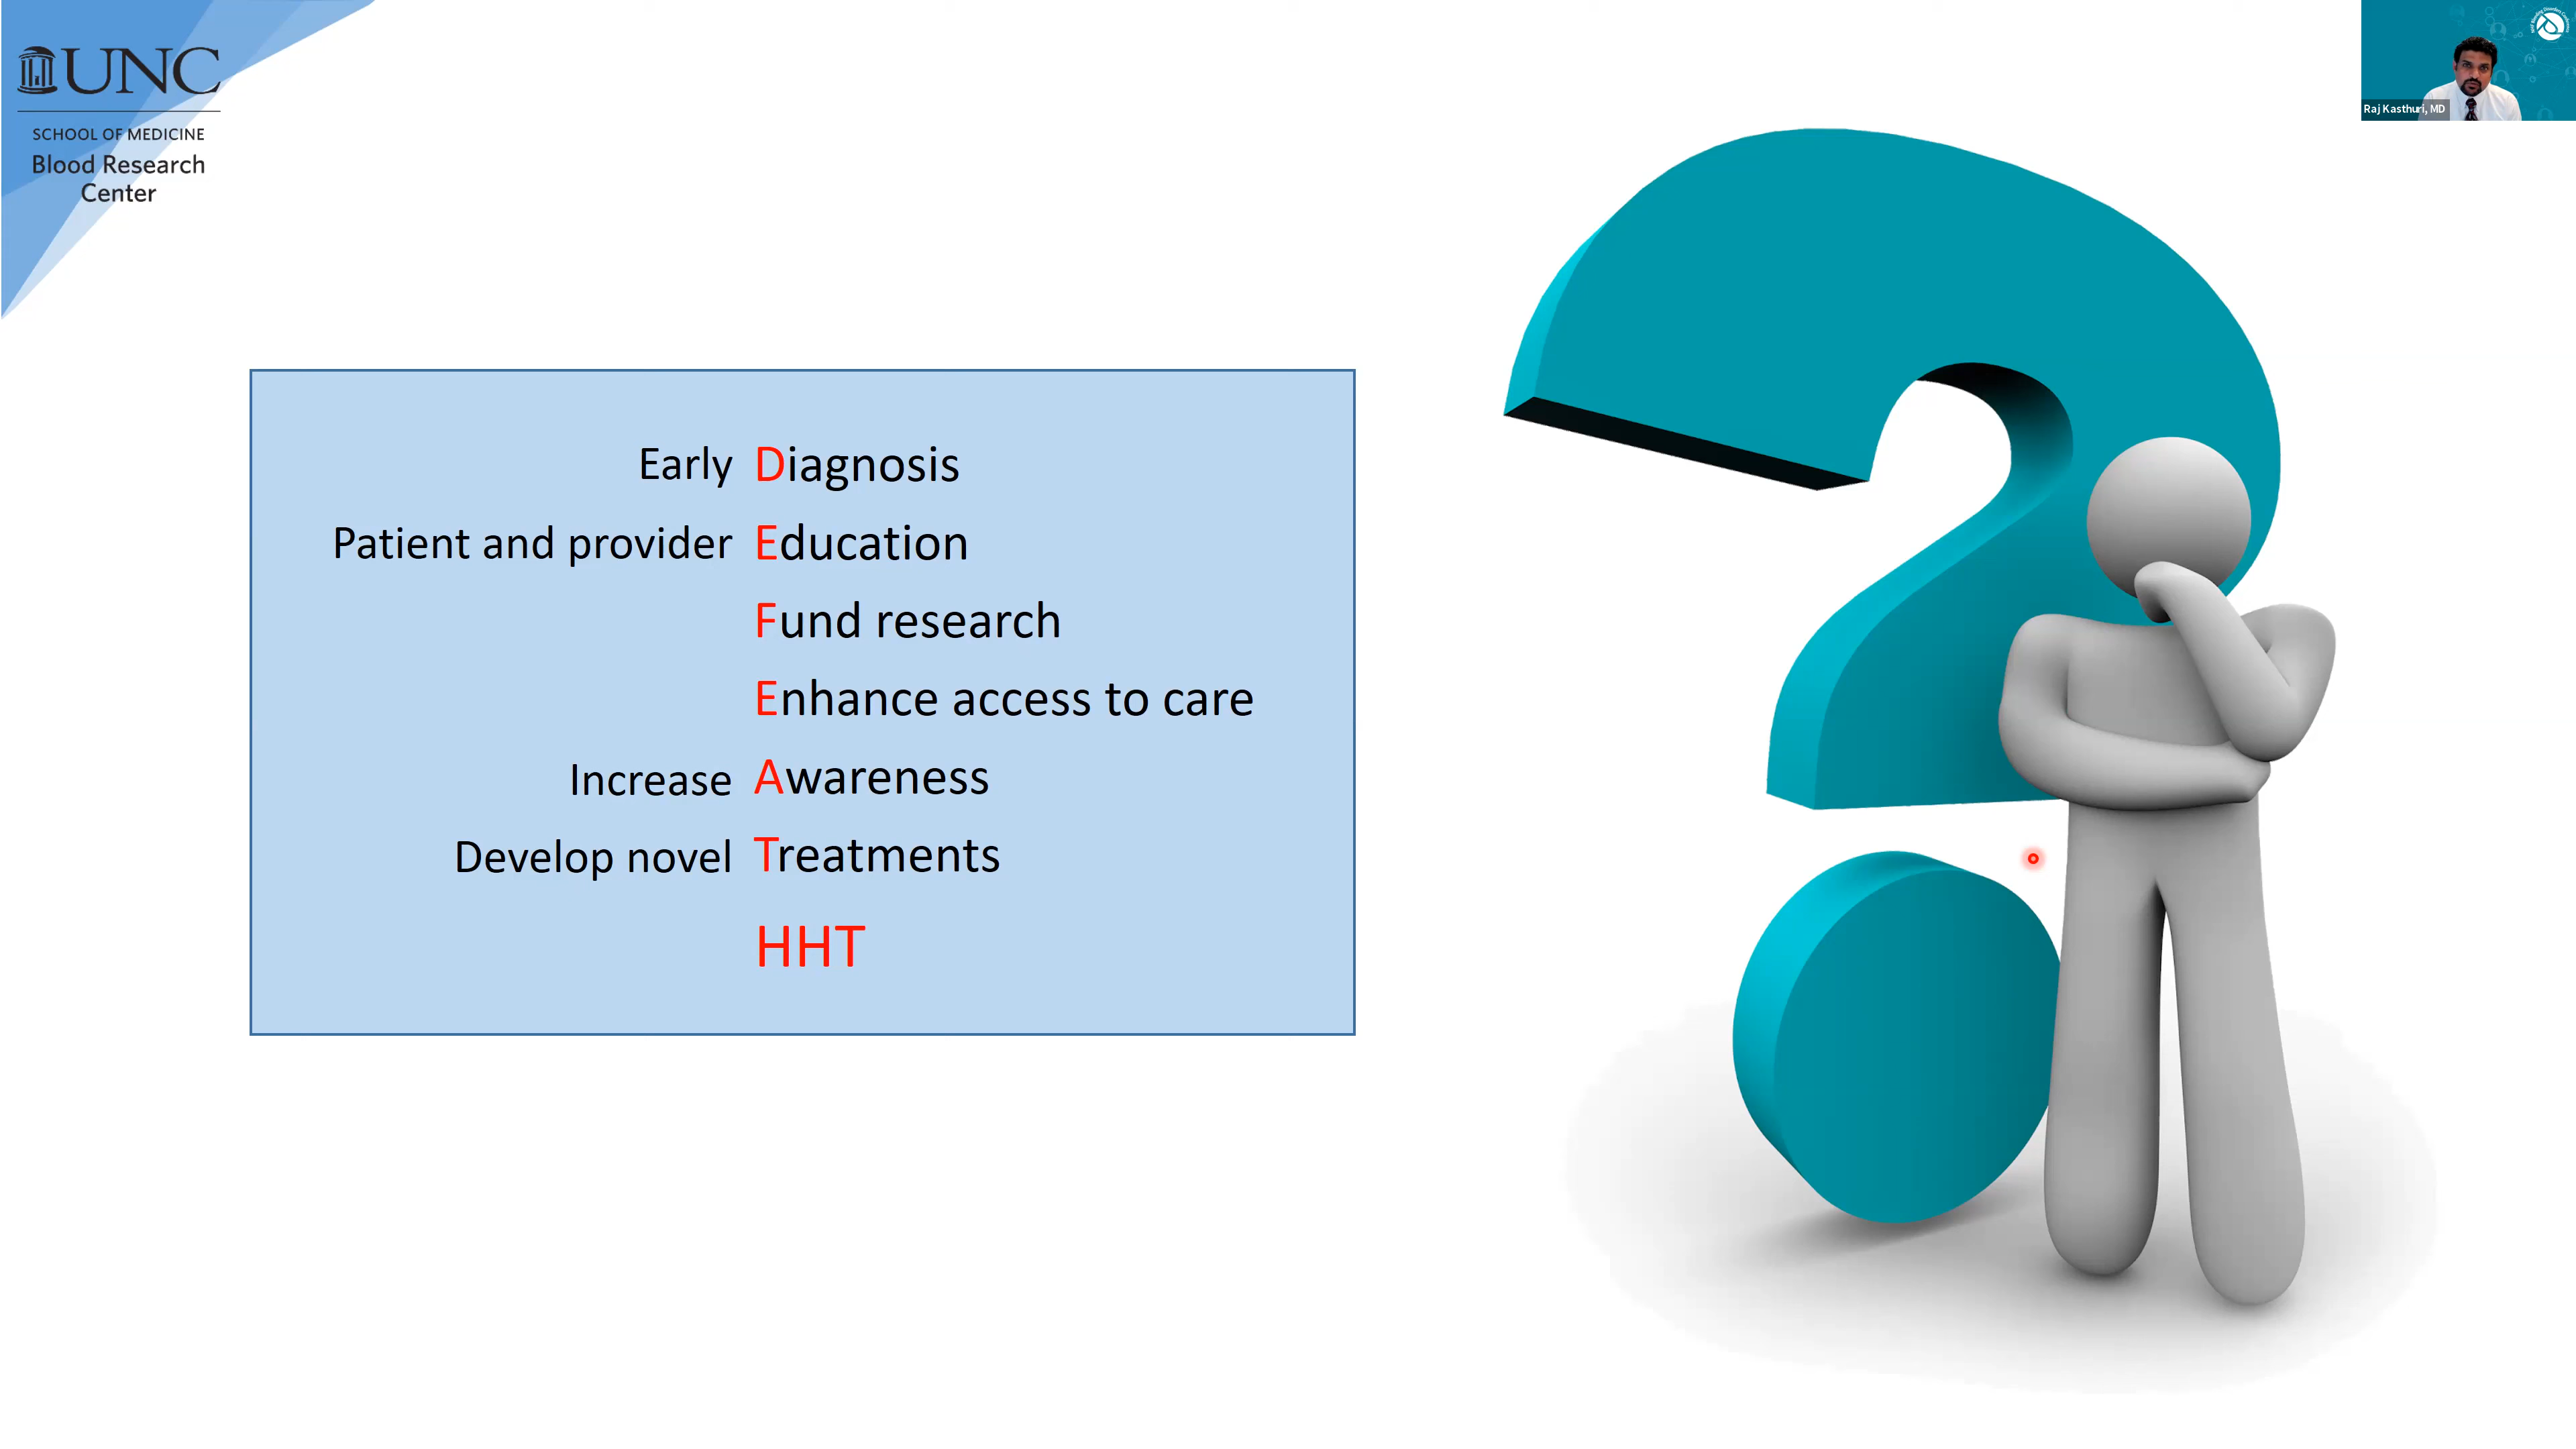 UNC
SCHOOL OF MEDICINE
Blood Research
Center
Raj Kasthuri, MD
Early Diagnosis
Patient and provider Education
Fund research
Enhance access to care
Increase Awareness
Develop novel Treatments
HHT